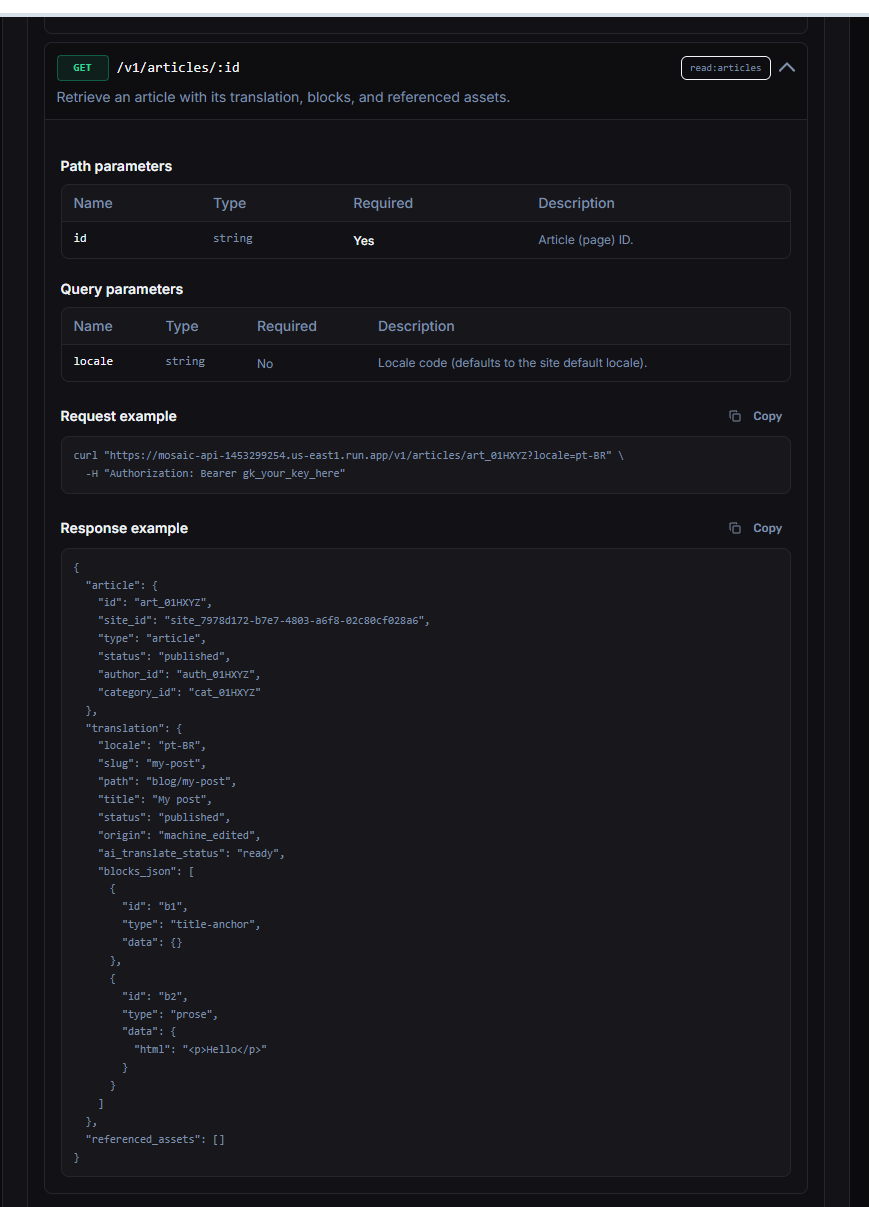 GET /v1/articles/:id read:articles
Retrieve an article with its translation, blocks, and referenced assets.
Path parameters
Name Type Required Description
id string Yes Article (page) ID.
Query parameters
Name Type Required Description
locale string No Locale code (defaults to the site default locale).
Request example Copy
curl "https://mosaic-api-1453299254.us-east1.run.app/v1/articles/art_01HXYZ?locale=pt-BR" \
  -H "Authorization: Bearer gk_your_key_here"
Response example Copy
{
  "article": {
    "id": "art_01HXYZ",
    "site_id": "site_7978d172-b7e7-4803-a6f8-02c80cf028a6",
    "type": "article",
    "status": "published",
    "author_id": "auth_01HXYZ",
    "category_id": "cat_01HXYZ"
  },
  "translation": {
    "locale": "pt-BR",
    "slug": "my-post",
    "path": "blog/my-post",
    "title": "My post",
    "status": "published",
    "origin": "machine_edited",
    "ai_translate_status": "ready",
    "blocks_json": [
      {
        "id": "b1",
        "type": "title-anchor",
        "data": {}
      },
      {
        "id": "b2",
        "type": "prose",
        "data": {
          "html": "<p>Hello</p>"
        }
      }
    ]
  },
  "referenced_assets": []
}